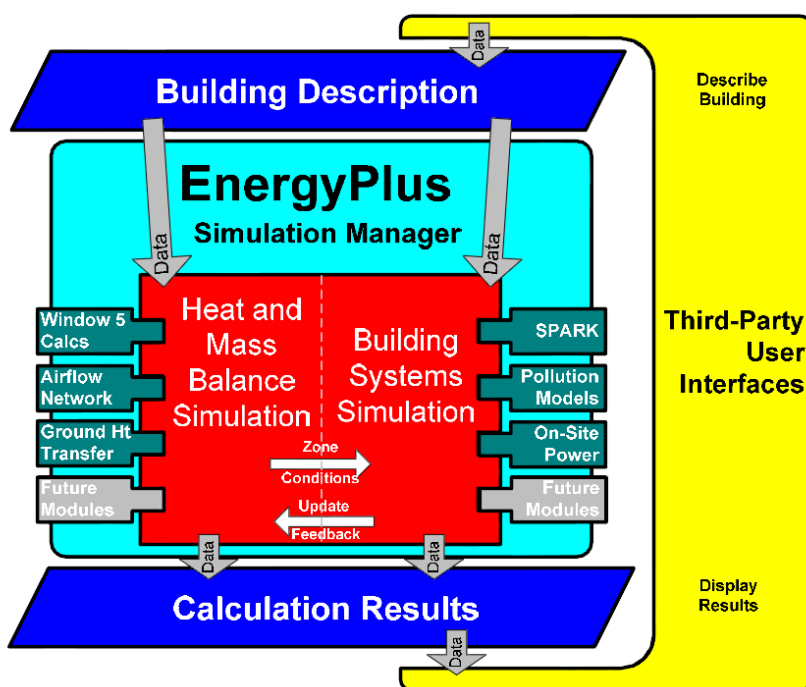 Data
Describe
Building
Building Description
EnergyPlus
Simulation Manager
Data
Data
Window 5
Calcs
Airflow
Network
Ground Ht
Transfer
Future
Modules
Heat and
Mass
Balance
Simulation
Building
Systems
Simulation
Zone
Conditions
Update
Feedback
SPARK
Pollution
Models
On-Site
Power
Future
Modules
Third-Party
User
Interfaces
Data
Data
Calculation Results
Display
Results
Data